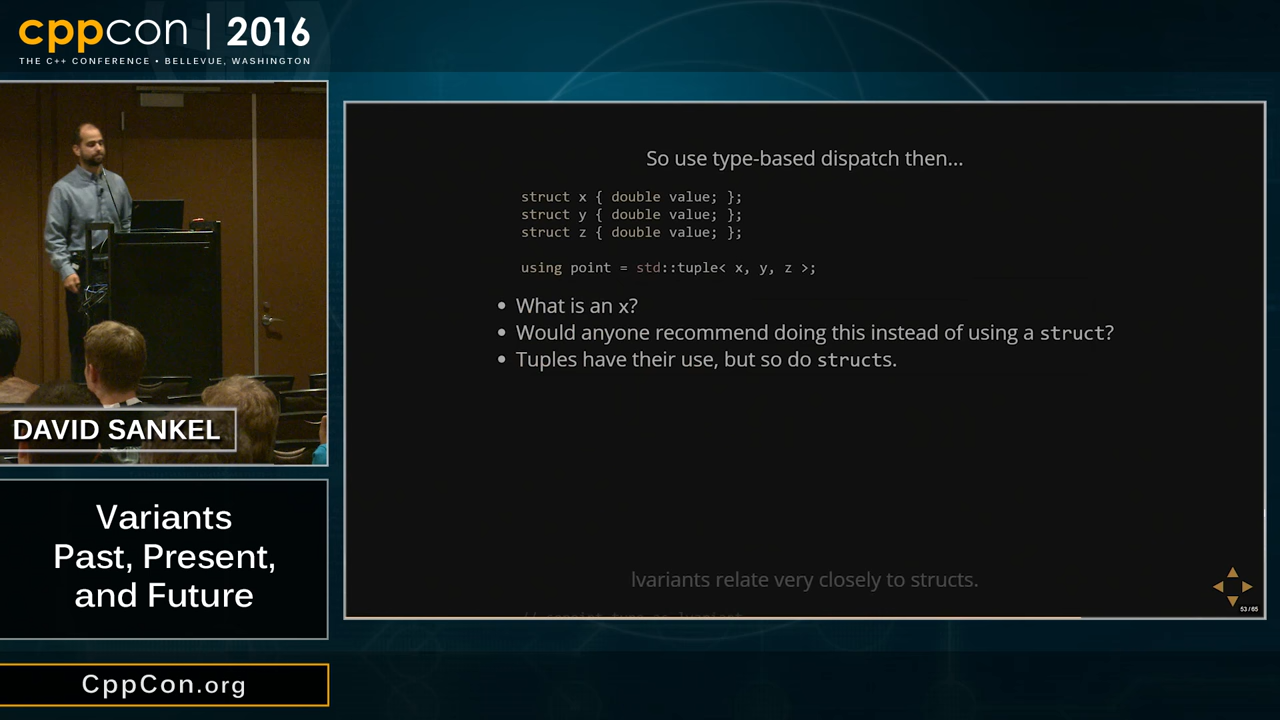 cppcon | 2016
THE C++ CONFERENCE • BELLEVUE, WASHINGTON
DAVID SANKEL
Variants
Past, Present,
and Future
CppCon.org
So use type-based dispatch then...
struct x { double value; };
struct y { double value; };
struct z { double value; };
using point = std::tuple< x, y, z >;
• What is an x?
• Would anyone recommend doing this instead of using a struct?
• Tuples have their use, but so do structs.
lvariants relate very closely to structs.
53 / 65